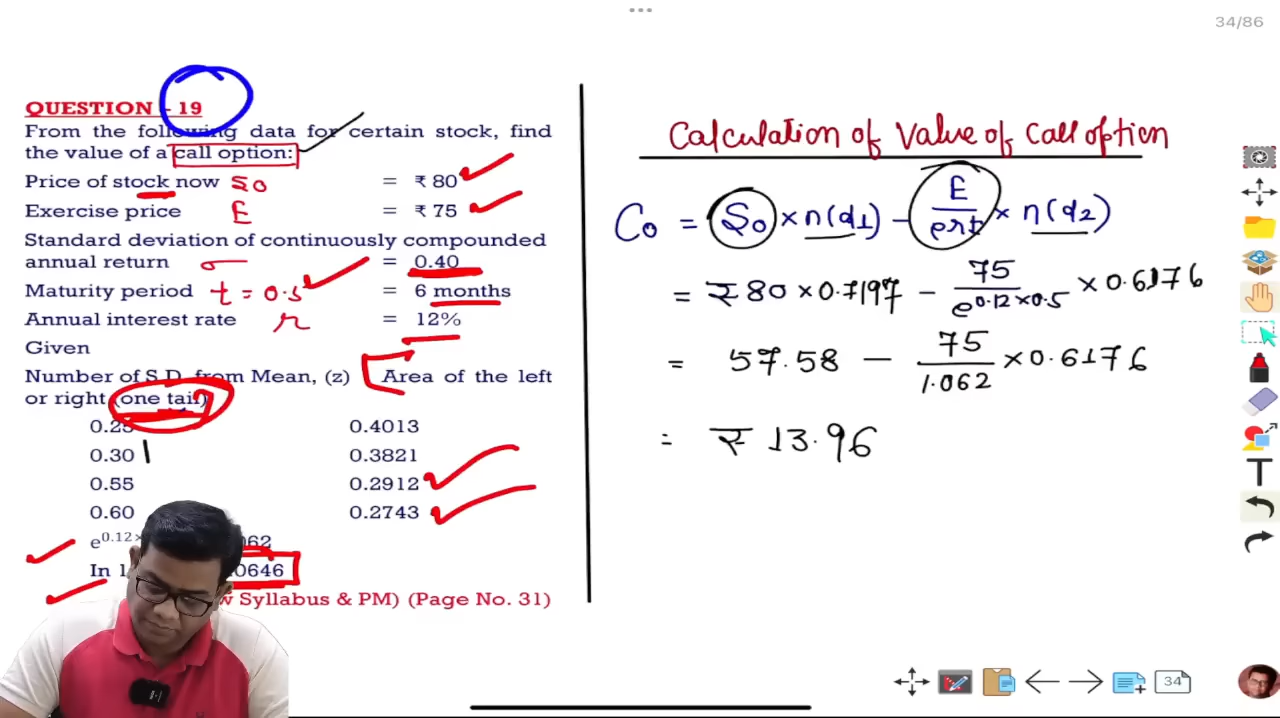 34/86
QUESTION - 19
From the following data for certain stock, find
the value of a call option:
Price of stock now S0 = ₹ 80
Exercise price E = ₹ 75
Standard deviation of continuously compounded
annual return σ = 0.40
Maturity period t = 0.5 = 6 months
Annual interest rate r = 12%
Given
Number of S.D. from Mean, (z) Area of the left
or right (one tail)
0.25 0.4013
0.30 0.3821
0.55 0.2912
0.60 0.2743
e^0.12×
In 0646
Syllabus & PM) (Page No. 31)
Calculation of Value of Call option
C0 = S0 × n(d1) − E/ert × n(d2)
= ₹ 80 × 0.7197 − 75/e^0.12×0.5 × 0.6176
= 57.58 − 75/1.062 × 0.6176
= ₹ 13.96
T
34